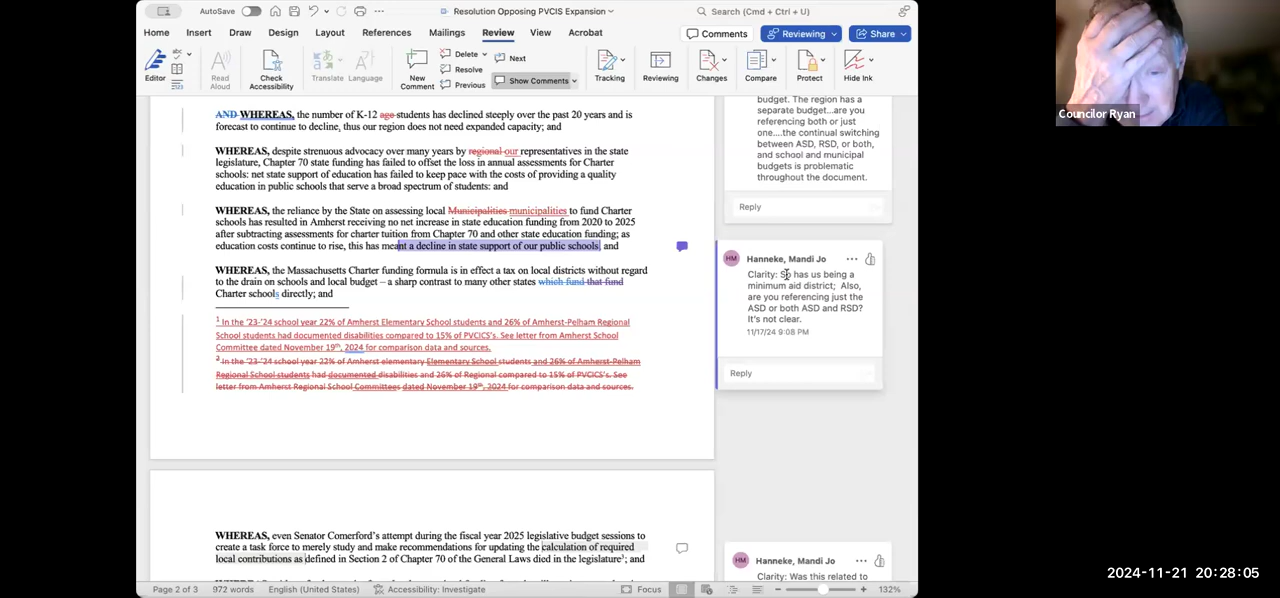 AutoSave
Resolution Opposing PVCIS Expansion
Search (Cmd + Ctrl + U)
Home Insert Draw Design Layout References Mailings Review View Acrobat
Comments Reviewing Share
Editor
Read Aloud
Check Accessibility
Translate Language
New Comment
Delete
Resolve
Previous
Next
Show Comments
Tracking
Reviewing
Changes
Compare
Protect
Hide Ink
AND WHEREAS, the number of K-12 age students has declined steeply over the past 20 years and is
forecast to continue to decline, thus our region does not need expanded capacity; and
WHEREAS, despite strenuous advocacy over many years by regional our representatives in the state
legislature, Chapter 70 state funding has failed to offset the loss in annual assessments for Charter
schools: net state support of education has failed to keep pace with the costs of providing a quality
education in public schools that serve a broad spectrum of students: and
WHEREAS, the reliance by the State on assessing local Municipalities municipalities to fund Charter
schools has resulted in Amherst receiving no net increase in state education funding from 2020 to 2025
after subtracting assessments for charter tuition from Chapter 70 and other state education funding; as
education costs continue to rise, this has meant a decline in state support of our public schools, and
WHEREAS, the Massachusetts Charter funding formula is in effect a tax on local districts without regard
to the drain on schools and local budget – a sharp contrast to many other states which fund that fund
Charter schools directly; and
1 In the '23-'24 school year 22% of Amherst Elementary School students and 26% of Amherst-Pelham Regional
School students had documented disabilities compared to 15% of PVCICS's. See letter from Amherst School
Committee dated November 19th, 2024 for comparison data and sources.
2 In the '23-'24 school year 22% of Amherst elementary Elementary School students and 26% of Amherst-Pelham
Regional School students had documented disabilities and 26% of Regional compared to 15% of PVCICS's. See
letter from Amherst Regional School Committees dated November 19th, 2024 for comparison data and sources.
WHEREAS, even Senator Comerford's attempt during the fiscal year 2025 legislative budget sessions to
create a task force to merely study and make recommendations for updating the calculation of required
local contributions as defined in Section 2 of Chapter 70 of the General Laws died in the legislature3; and
budget. The region has a
separate budget...are you
referencing both or just
one....the continual switching
between ASD, RSD, or both,
and school and municipal
budgets is problematic
throughout the document.
Reply
HM Hanneke, Mandi Jo
Clarity: So has us being a
minimum aid district; Also,
are you referencing just the
ASD or both ASD and RSD?
It's not clear.
11/17/24 9:08 PM
Reply
HM Hanneke, Mandi Jo
Clarity: Was this related to
Page 2 of 3 972 words English (United States) Accessibility: Investigate Focus 132%
Councilor Ryan
2024-11-21 20:28:05